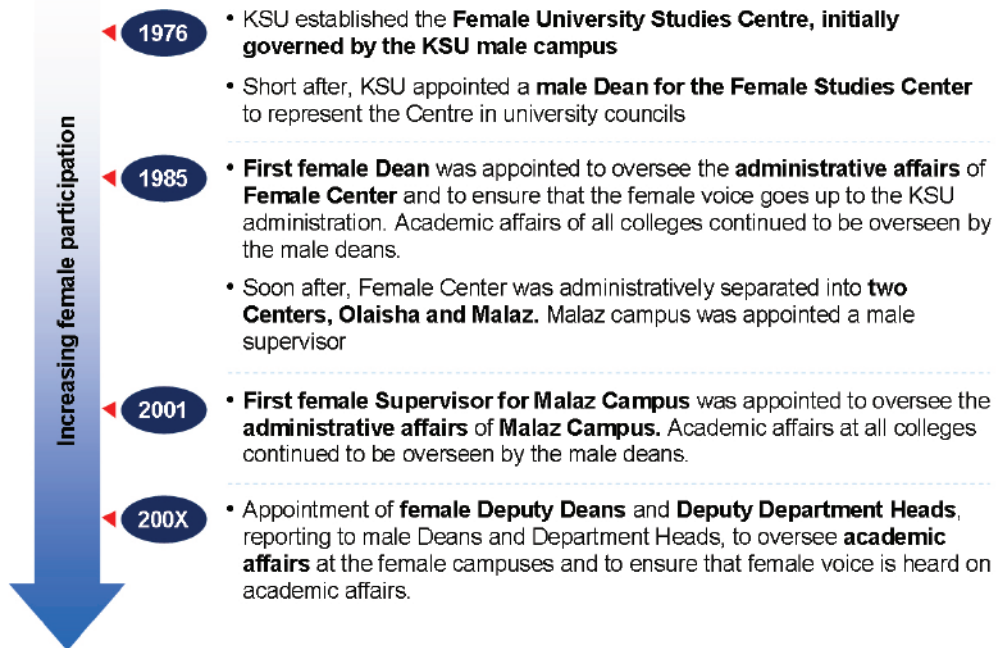 Increasing female participation
1976
• KSU established the Female University Studies Centre, initially
governed by the KSU male campus
• Short after, KSU appointed a male Dean for the Female Studies Center
to represent the Centre in university councils
1985
• First female Dean was appointed to oversee the administrative affairs of
Female Center and to ensure that the female voice goes up to the KSU
administration. Academic affairs of all colleges continued to be overseen by
the male deans.
• Soon after, Female Center was administratively separated into two
Centers, Olaisha and Malaz. Malaz campus was appointed a male
supervisor
2001
• First female Supervisor for Malaz Campus was appointed to oversee the
administrative affairs of Malaz Campus. Academic affairs at all colleges
continued to be overseen by the male deans.
200X
• Appointment of female Deputy Deans and Deputy Department Heads,
reporting to male Deans and Department Heads, to oversee academic
affairs at the female campuses and to ensure that female voice is heard on
academic affairs.